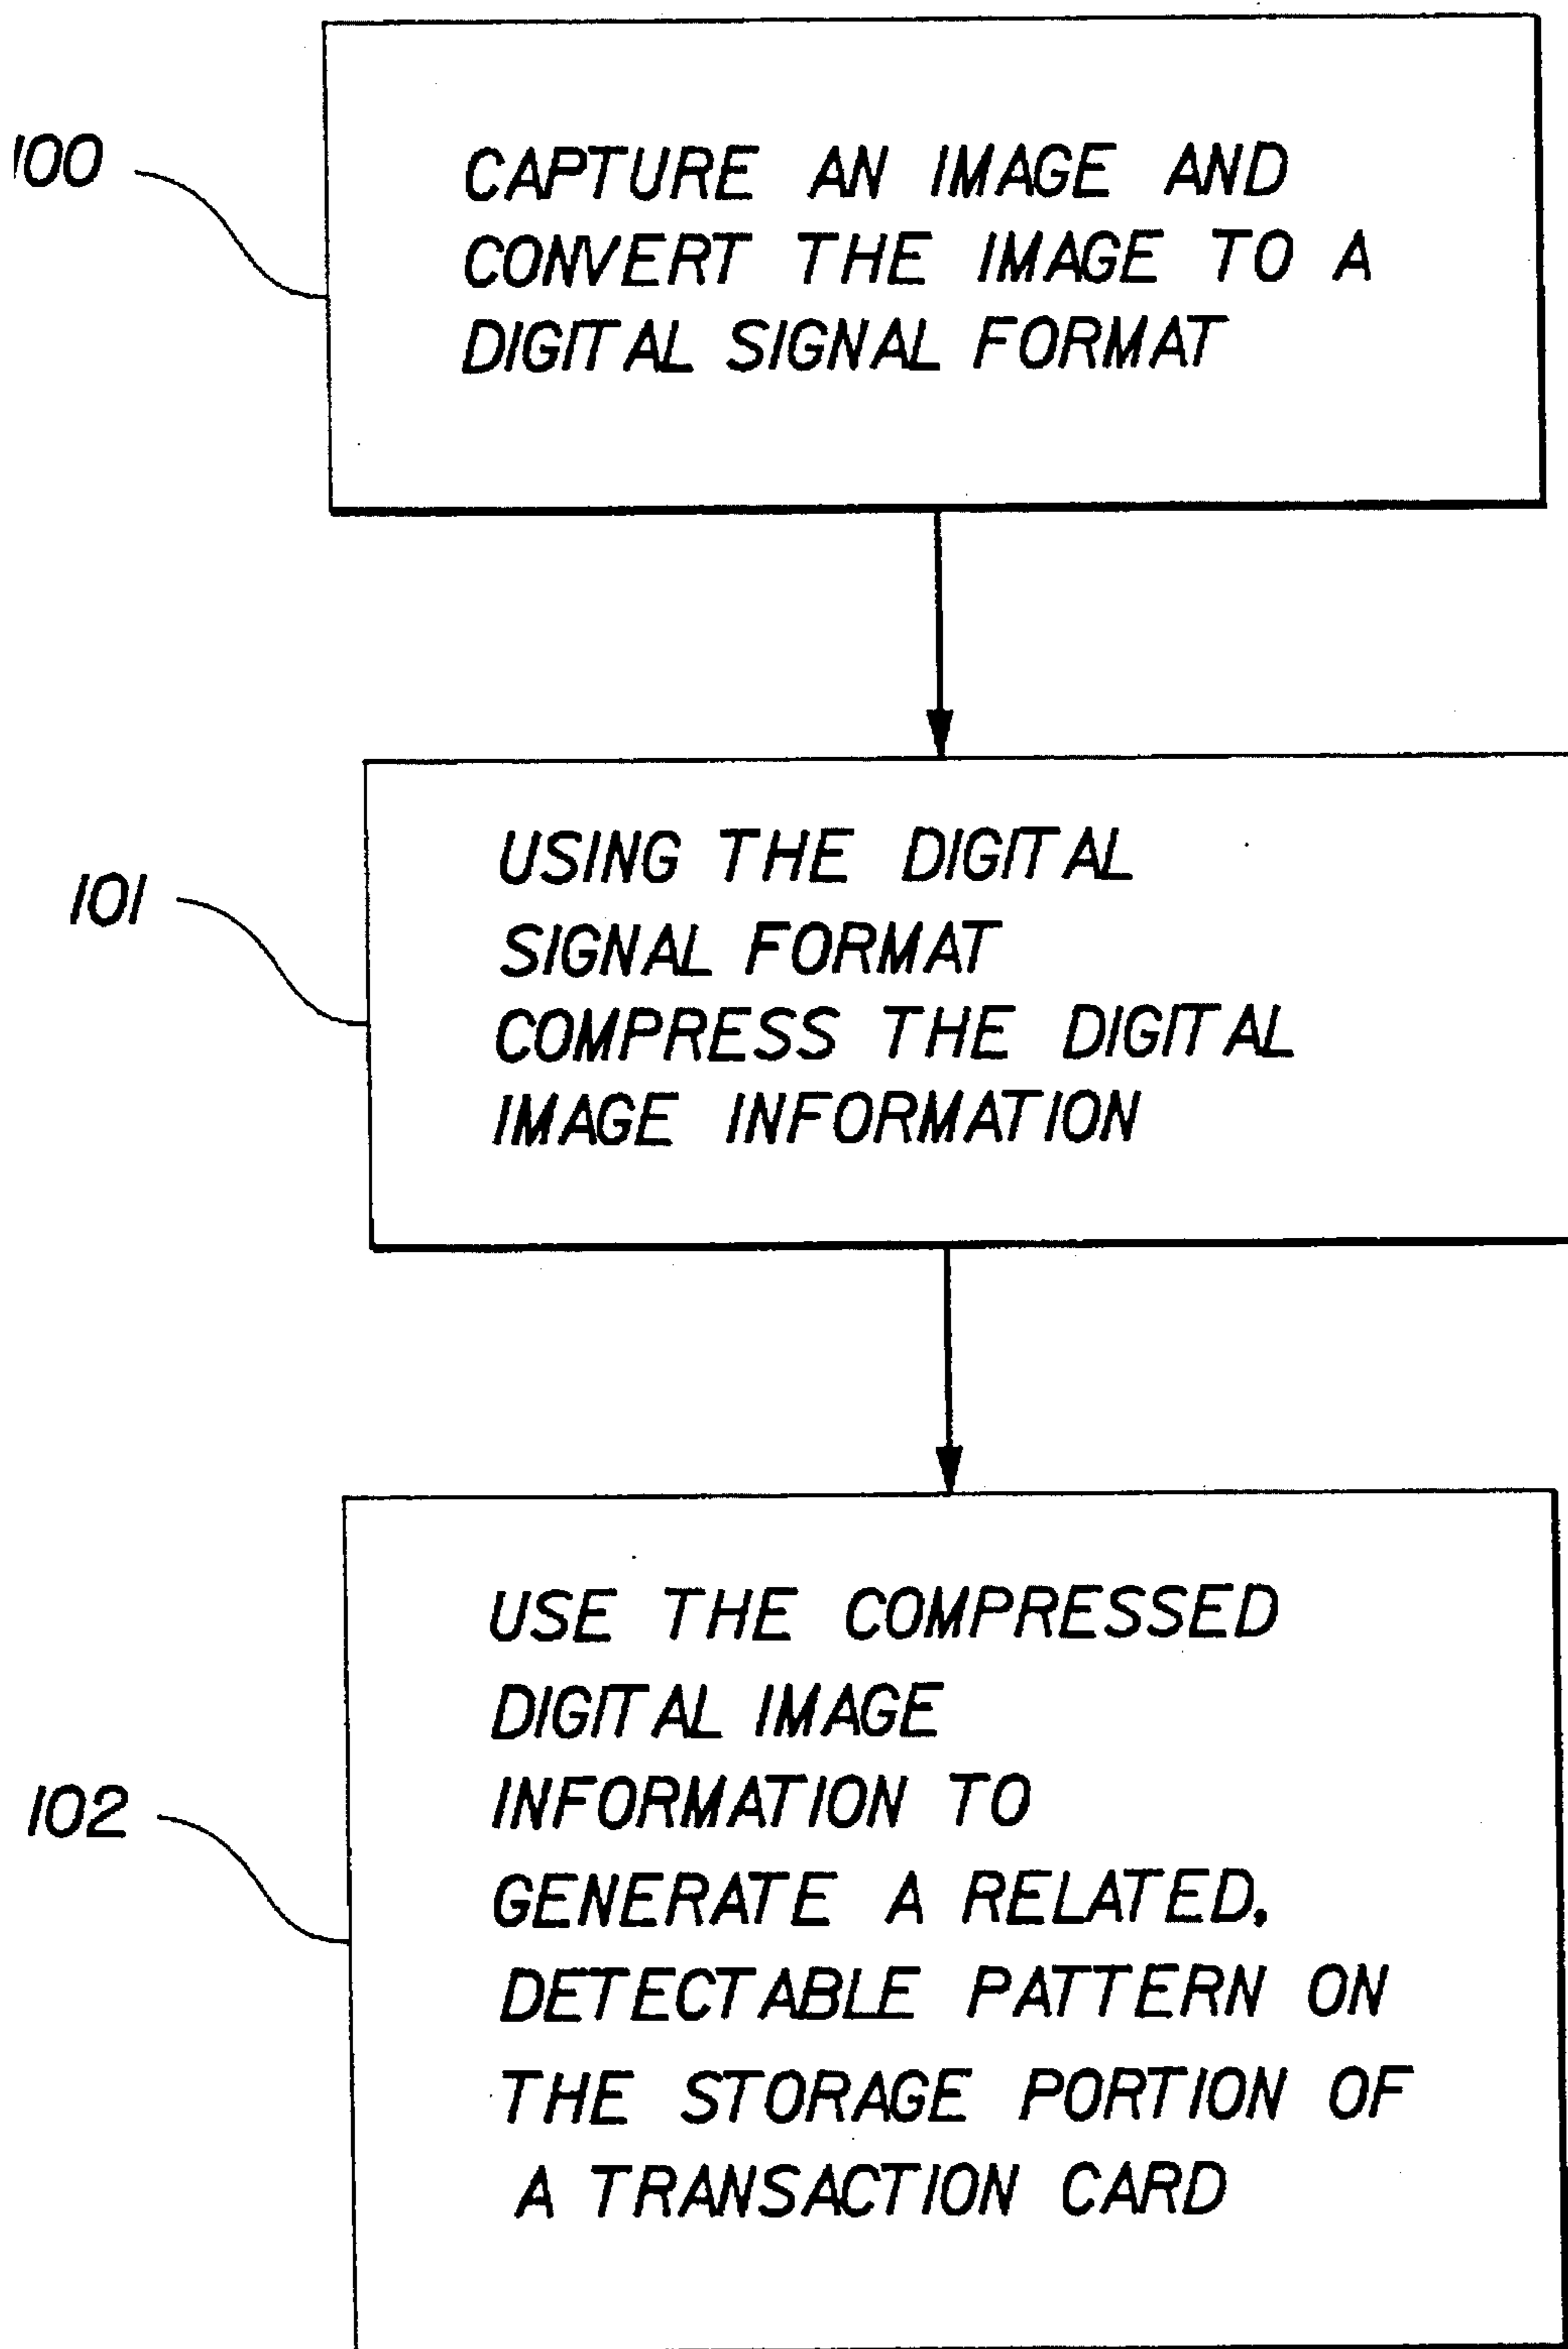 100
CAPTURE AN IMAGE AND
CONVERT THE IMAGE TO A
DIGITAL SIGNAL FORMAT
101
USING THE DIGITAL
SIGNAL FORMAT
COMPRESS THE DIGITAL
IMAGE INFORMATION
102
USE THE COMPRESSED
DIGITAL IMAGE
INFORMATION TO
GENERATE A RELATED,
DETECTABLE PATTERN ON
THE STORAGE PORTION OF
A TRANSACTION CARD